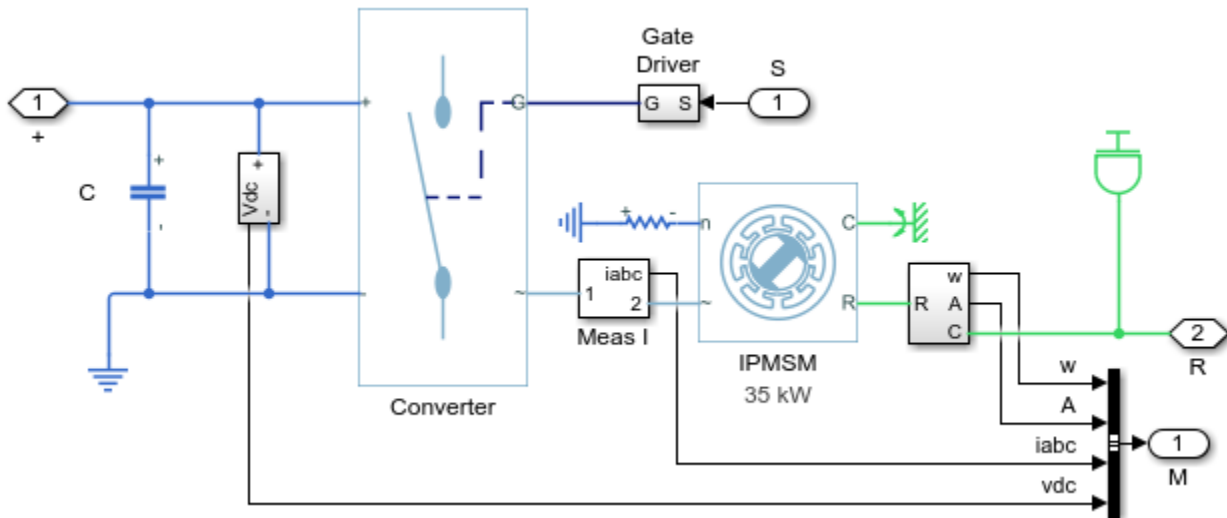 Gate
Driver
S
1
+
G
G S
1
+
C
+
-
Vdc
+
-
+ -
n
C
iabc
1
2
Meas I
-
~
~
R
R
w
A
C
2
R
IPMSM
35 kW
Converter
w
A
iabc
vdc
1
M